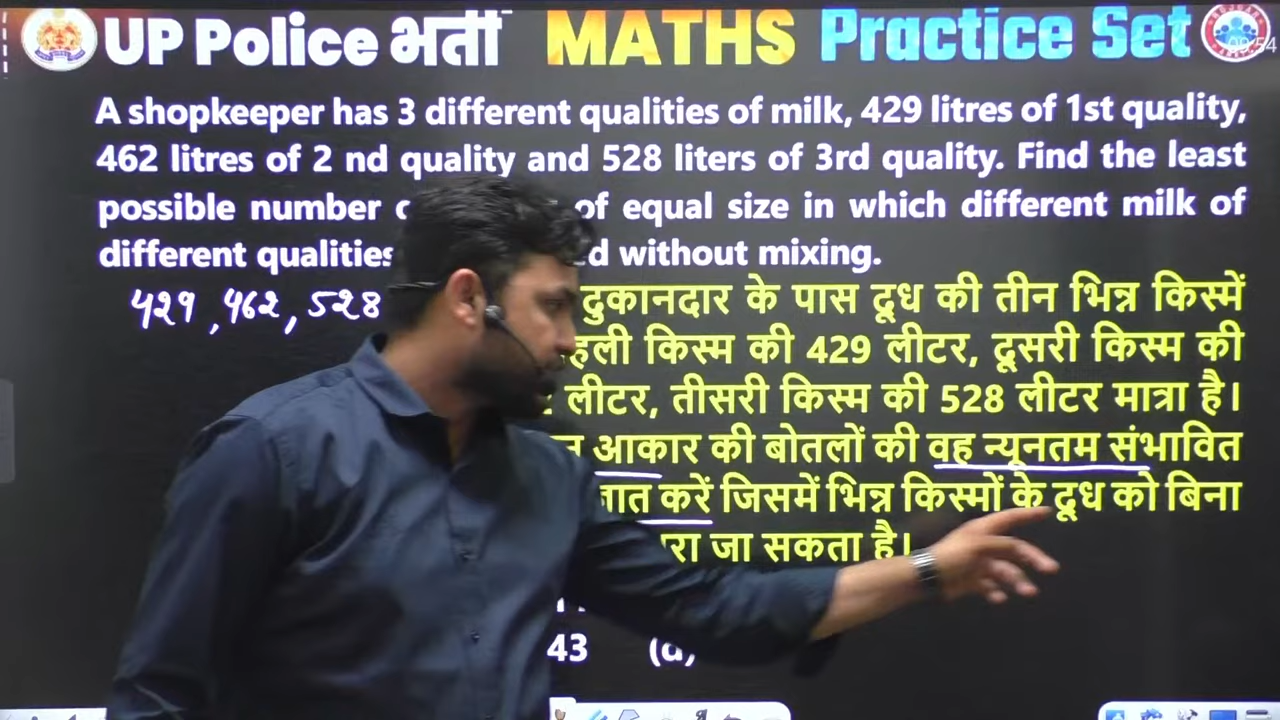 UP Police भर्ती MATHS Practice Set
A shopkeeper has 3 different qualities of milk, 429 litres of 1st quality,
462 litres of 2 nd quality and 528 liters of 3rd quality. Find the least
possible number of equal size in which different milk of
different qualities without mixing.
429, 462, 528
दुकानदार के पास दूध की तीन भिन्न किस्में
की 429 लीटर, दूसरी किस्म की
किस्म
लीटर, तीसरी किस्म की 528 लीटर मात्रा है।
आकार की बोतलों की वह न्यूनतम संभावित
करें जिसमें भिन्न किस्मों के दूध को बिना
जा सकता है।
43 (d)